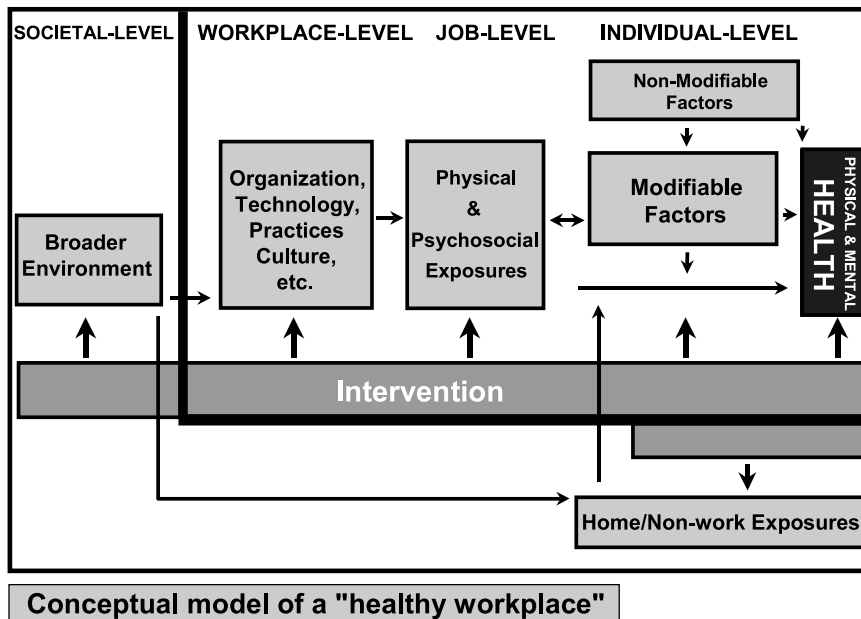 SOCIETAL-LEVEL
WORKPLACE-LEVEL
JOB-LEVEL
INDIVIDUAL-LEVEL
Non-Modifiable
Factors
Broader
Environment
Organization,
Technology,
Practices
Culture,
etc.
Physical
&
Psychosocial
Exposures
Modifiable
Factors
PHYSICAL & MENTAL
HEALTH
Intervention
Home/Non-work Exposures
Conceptual model of a "healthy workplace"